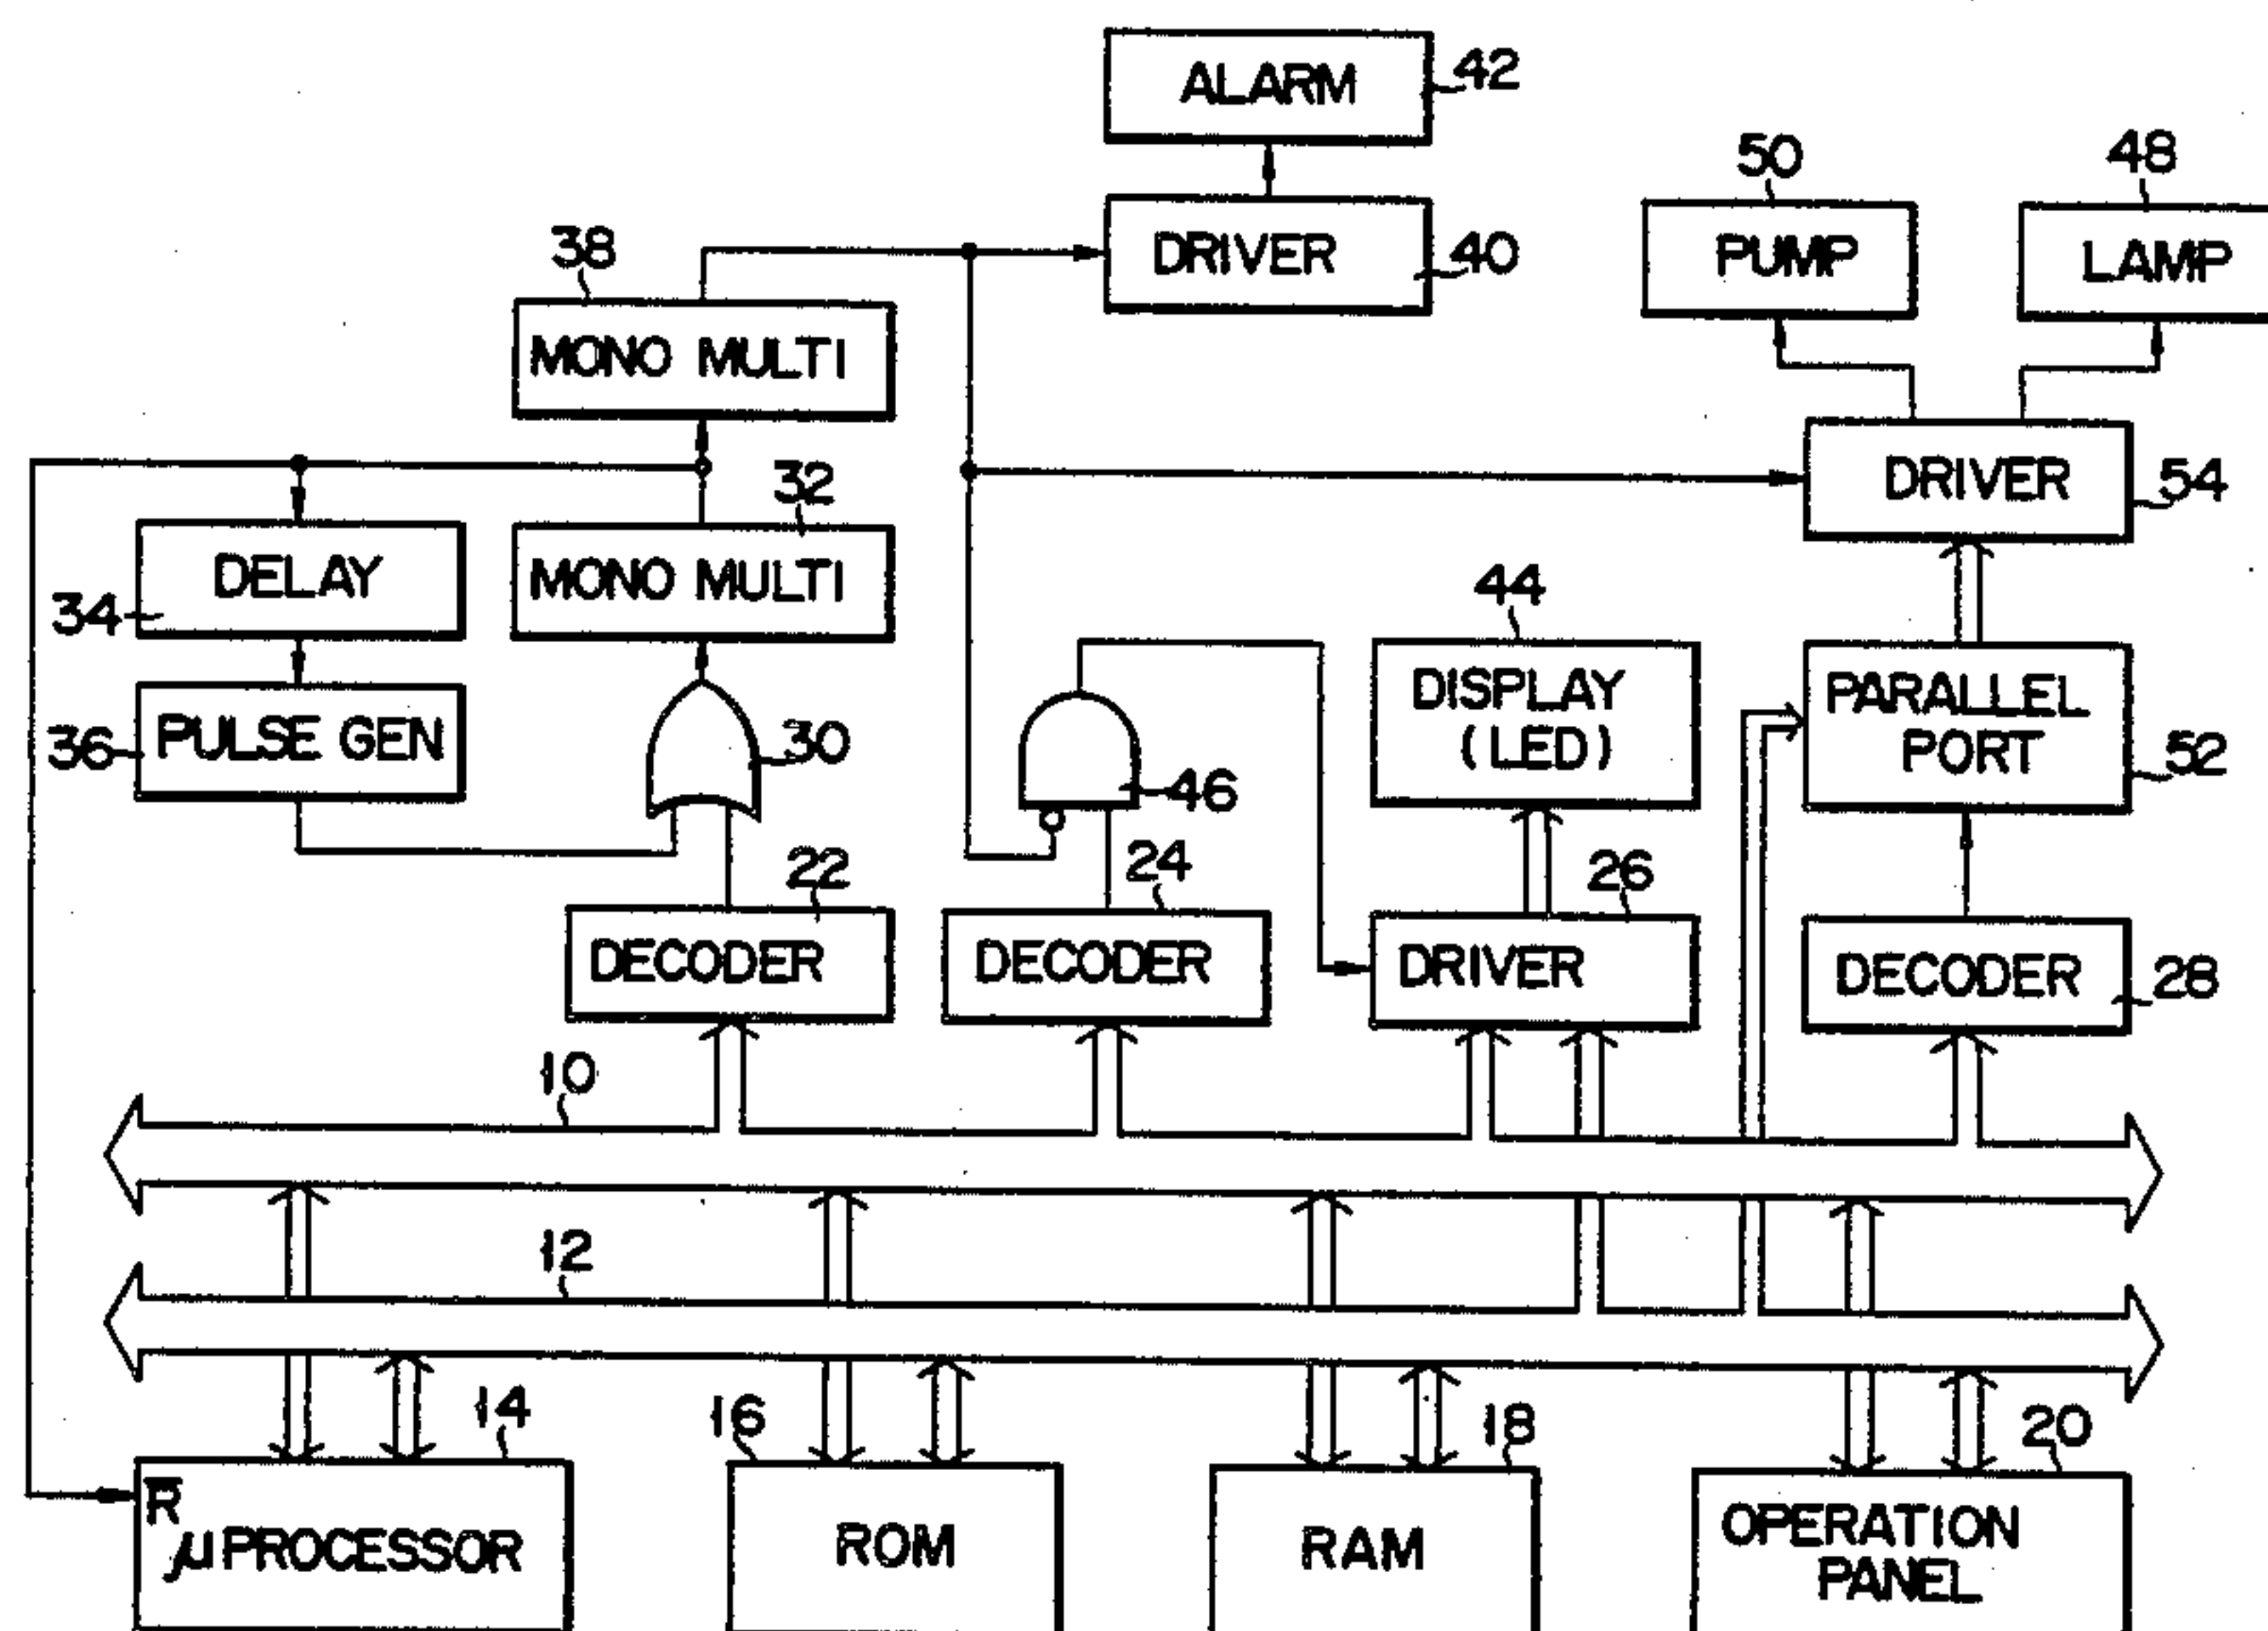 ALARM
42
50
48
38
DRIVER
40
PUMP
LAMP
MONO MULTI
32
DRIVER
54
DELAY
34
MONO MULTI
44
DISPLAY
(LED)
PARALLEL
PORT
52
36
PULSE GEN
30
46
22
24
26
DECODER
DECODER
DRIVER
DECODER
28
10
12
14
16
18
20
R̅
μPROCESSOR
ROM
RAM
OPERATION
PANEL